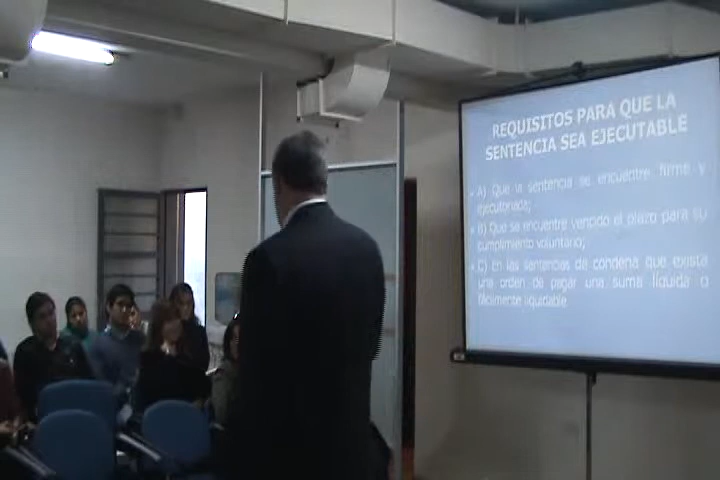 REQUISITOS PARA QUE LA
SENTENCIA SEA EJECUTABLE
A) Que la sentencia se encuentre firme y
ejecutoriada;
B) Que se encuentre vencido el plazo para su
cumplimiento voluntario;
C) En las sentencias de condena que exista
una orden de pagar una suma líquida o
fácilmente liquidable